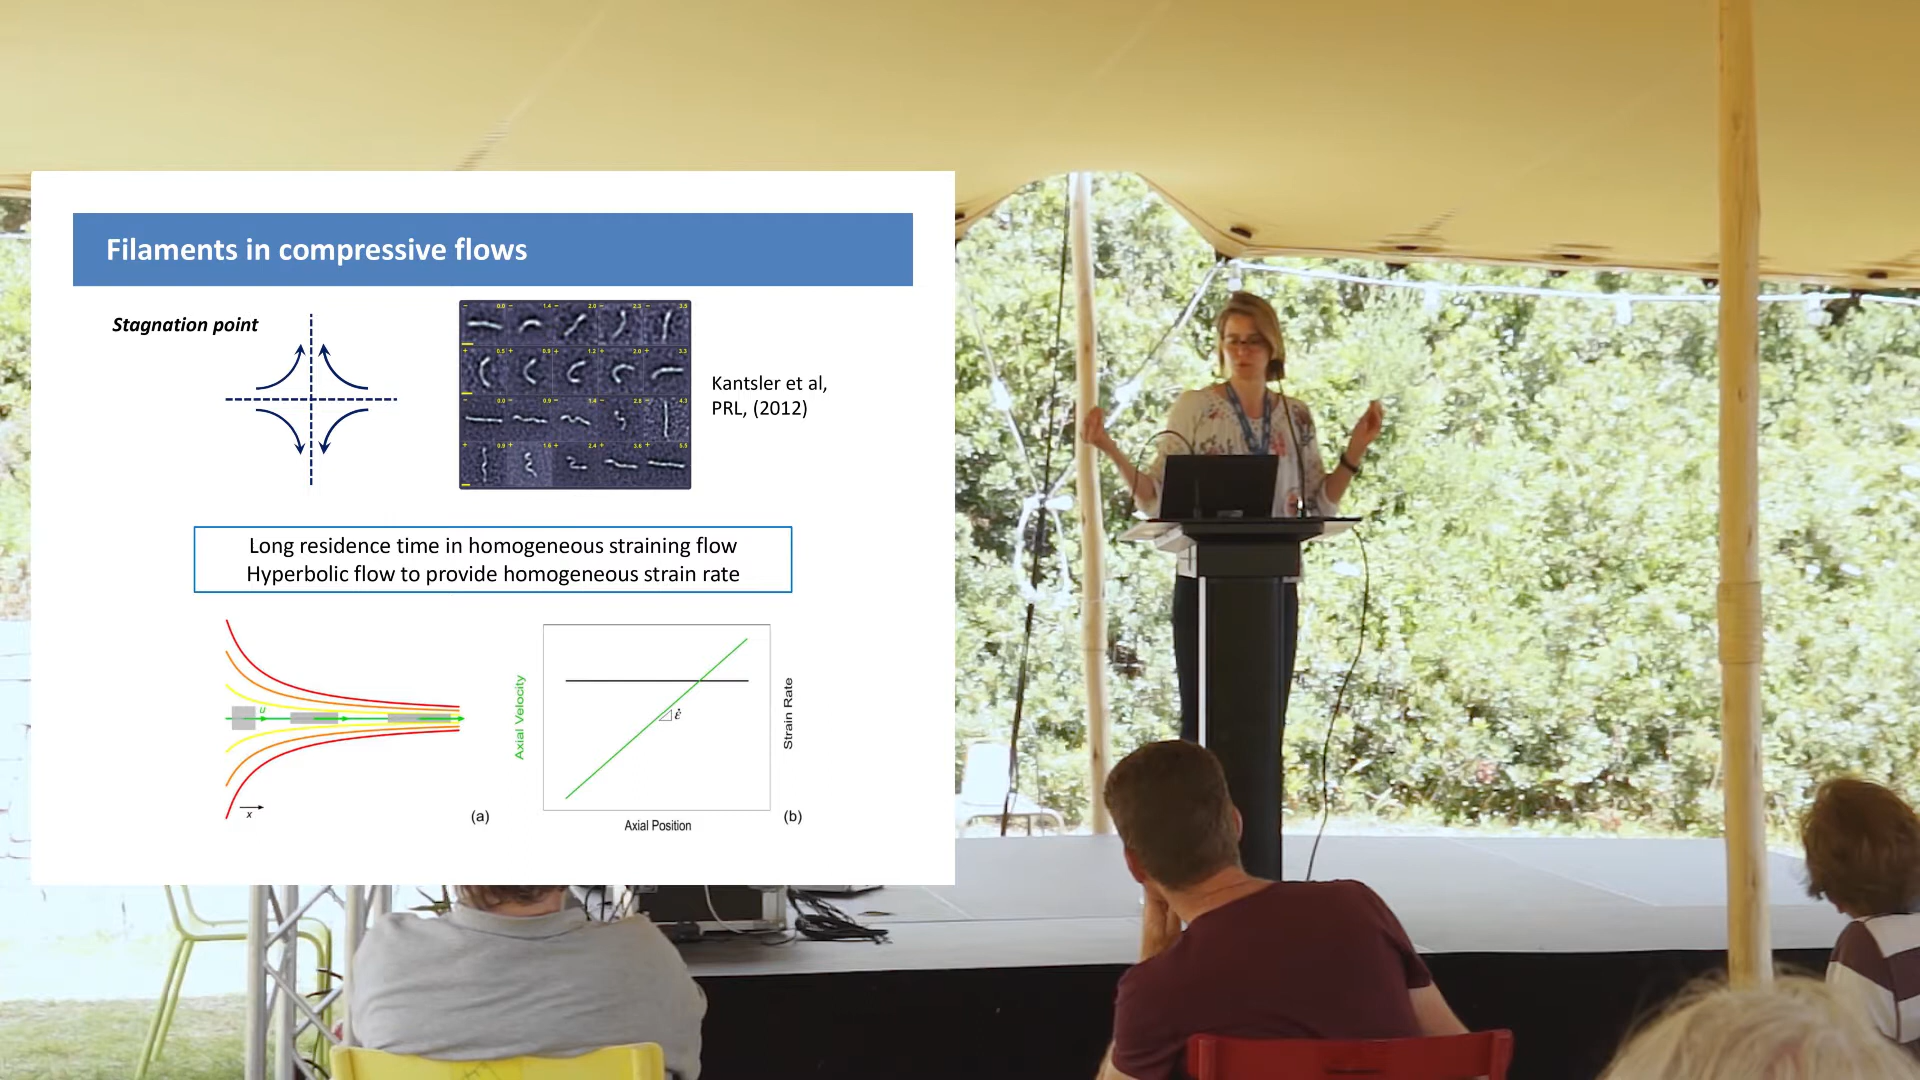 Filaments in compressive flows
Stagnation point
Kantsler et al,
PRL, (2012)
Long residence time in homogeneous straining flow
Hyperbolic flow to provide homogeneous strain rate
u
x
(a)
Axial Velocity
ε̇
Strain Rate
Axial Position
(b)